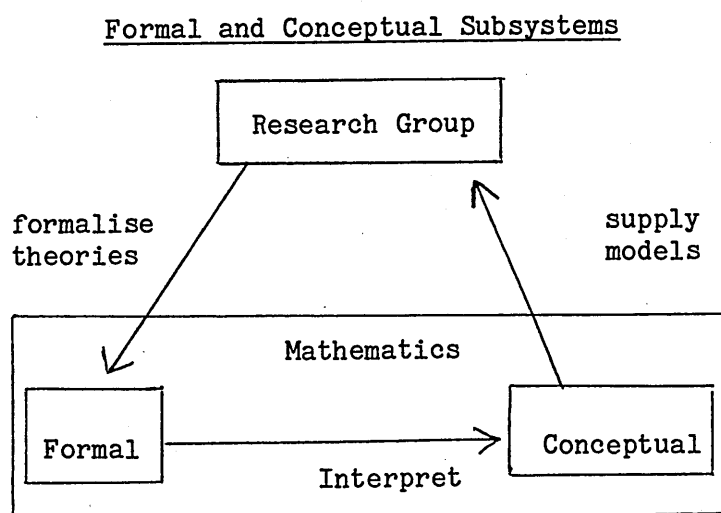 Formal and Conceptual Subsystems
Research Group
formalise
theories
supply
models
Mathematics
Formal
Conceptual
Interpret